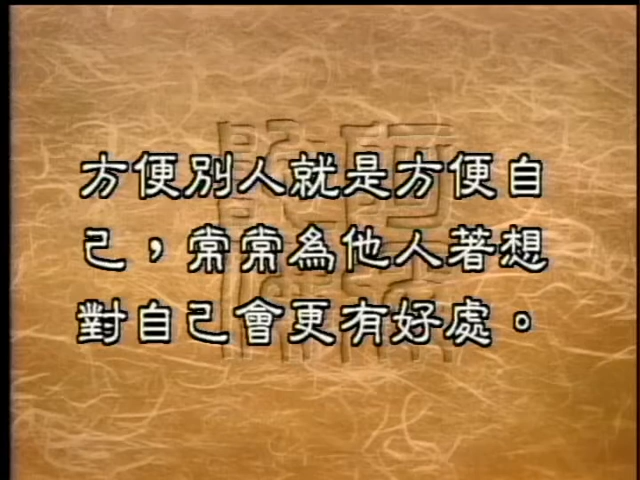 方便別人就是方便自
己，常常為他人著想
對自己會更有好處。